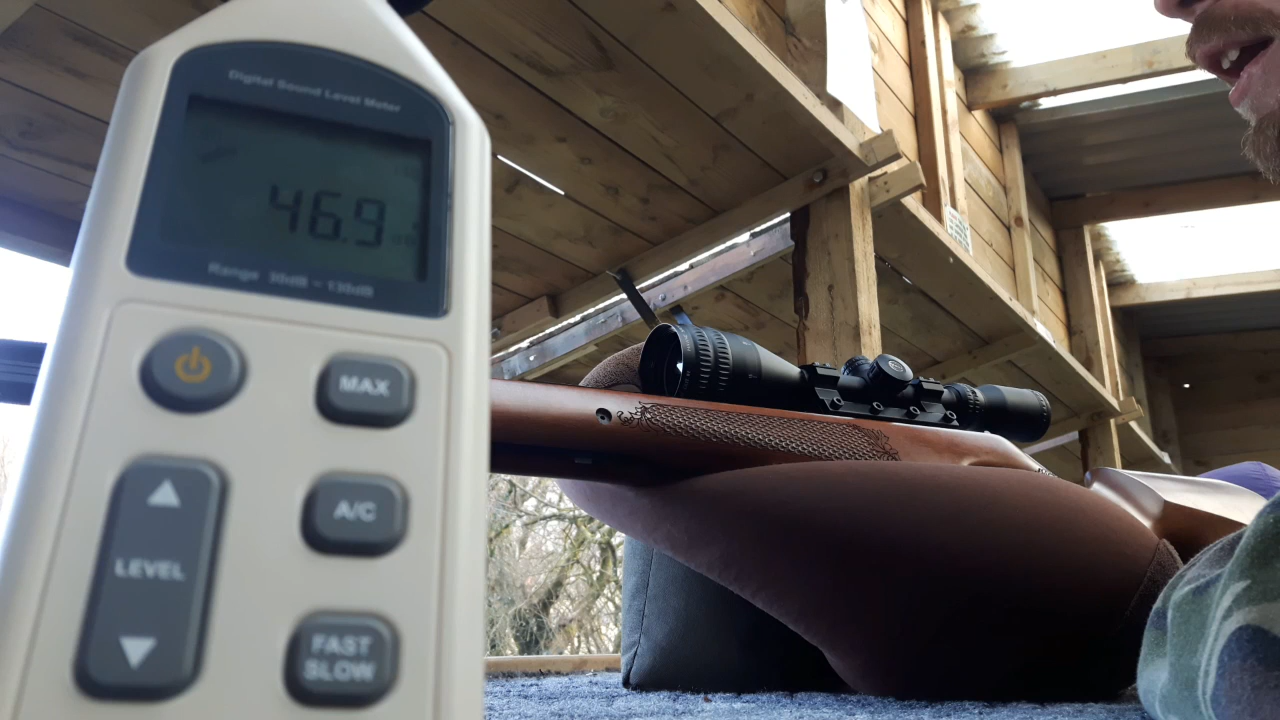 Digital Sound Level Meter
46.9
Range 30dB ~ 130dB
MAX
LEVEL
A/C
FAST
SLOW